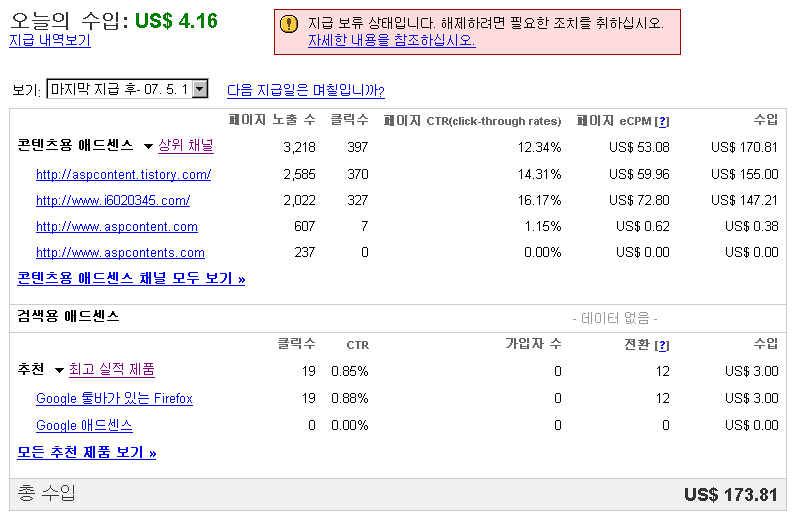 오늘의 수입: US$ 4.16
지급 내역보기
지급 보류 상태입니다. 해제하려면 필요한 조치를 취하십시오.
자세한 내용을 참조하십시오.
보기: 마지막 지급 후- 07. 5. 1 다음 지급일은 며칠입니까?
페이지 노출 수 클릭수 페이지 CTR(click-through rates) 페이지 eCPM [?] 수입
콘텐츠용 애드센스 상위 채널 3,218 397 12.34% US$ 53.08 US$ 170.81
http://aspcontent.tistory.com/ 2,585 370 14.31% US$ 59.96 US$ 155.00
http://www.i6020345.com/ 2,022 327 16.17% US$ 72.80 US$ 147.21
http://www.aspcontent.com 607 7 1.15% US$ 0.62 US$ 0.38
http://www.aspcontents.com 237 0 0.00% US$ 0.00 US$ 0.00
콘텐츠용 애드센스 채널 모두 보기 »
검색용 애드센스 - 데이터 없음 -
클릭수 CTR 가입자 수 전환 [?] 수입
추천 최고 실적 제품 19 0.85% 0 12 US$ 3.00
Google 툴바가 있는 Firefox 19 0.88% 0 12 US$ 3.00
Google 애드센스 0 0.00% 0 0 US$ 0.00
모든 추천 제품 보기 »
총 수입 US$ 173.81